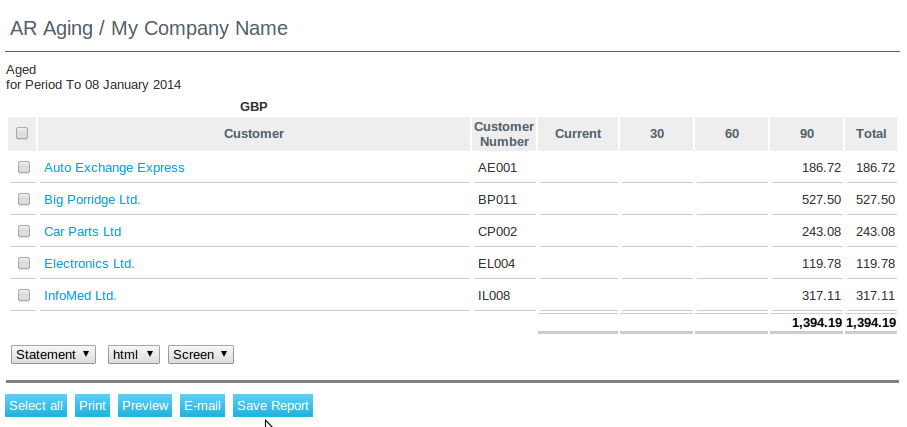 AR Aging / My Company Name
Aged
for Period To 08 January 2014
GBP
Customer Customer Number Current 30 60 90 Total
Auto Exchange Express AE001 186.72 186.72
Big Porridge Ltd. BP011 527.50 527.50
Car Parts Ltd CP002 243.08 243.08
Electronics Ltd. EL004 119.78 119.78
InfoMed Ltd. IL008 317.11 317.11
1,394.19 1,394.19
Statement html Screen
Select all Print Preview E-mail Save Report